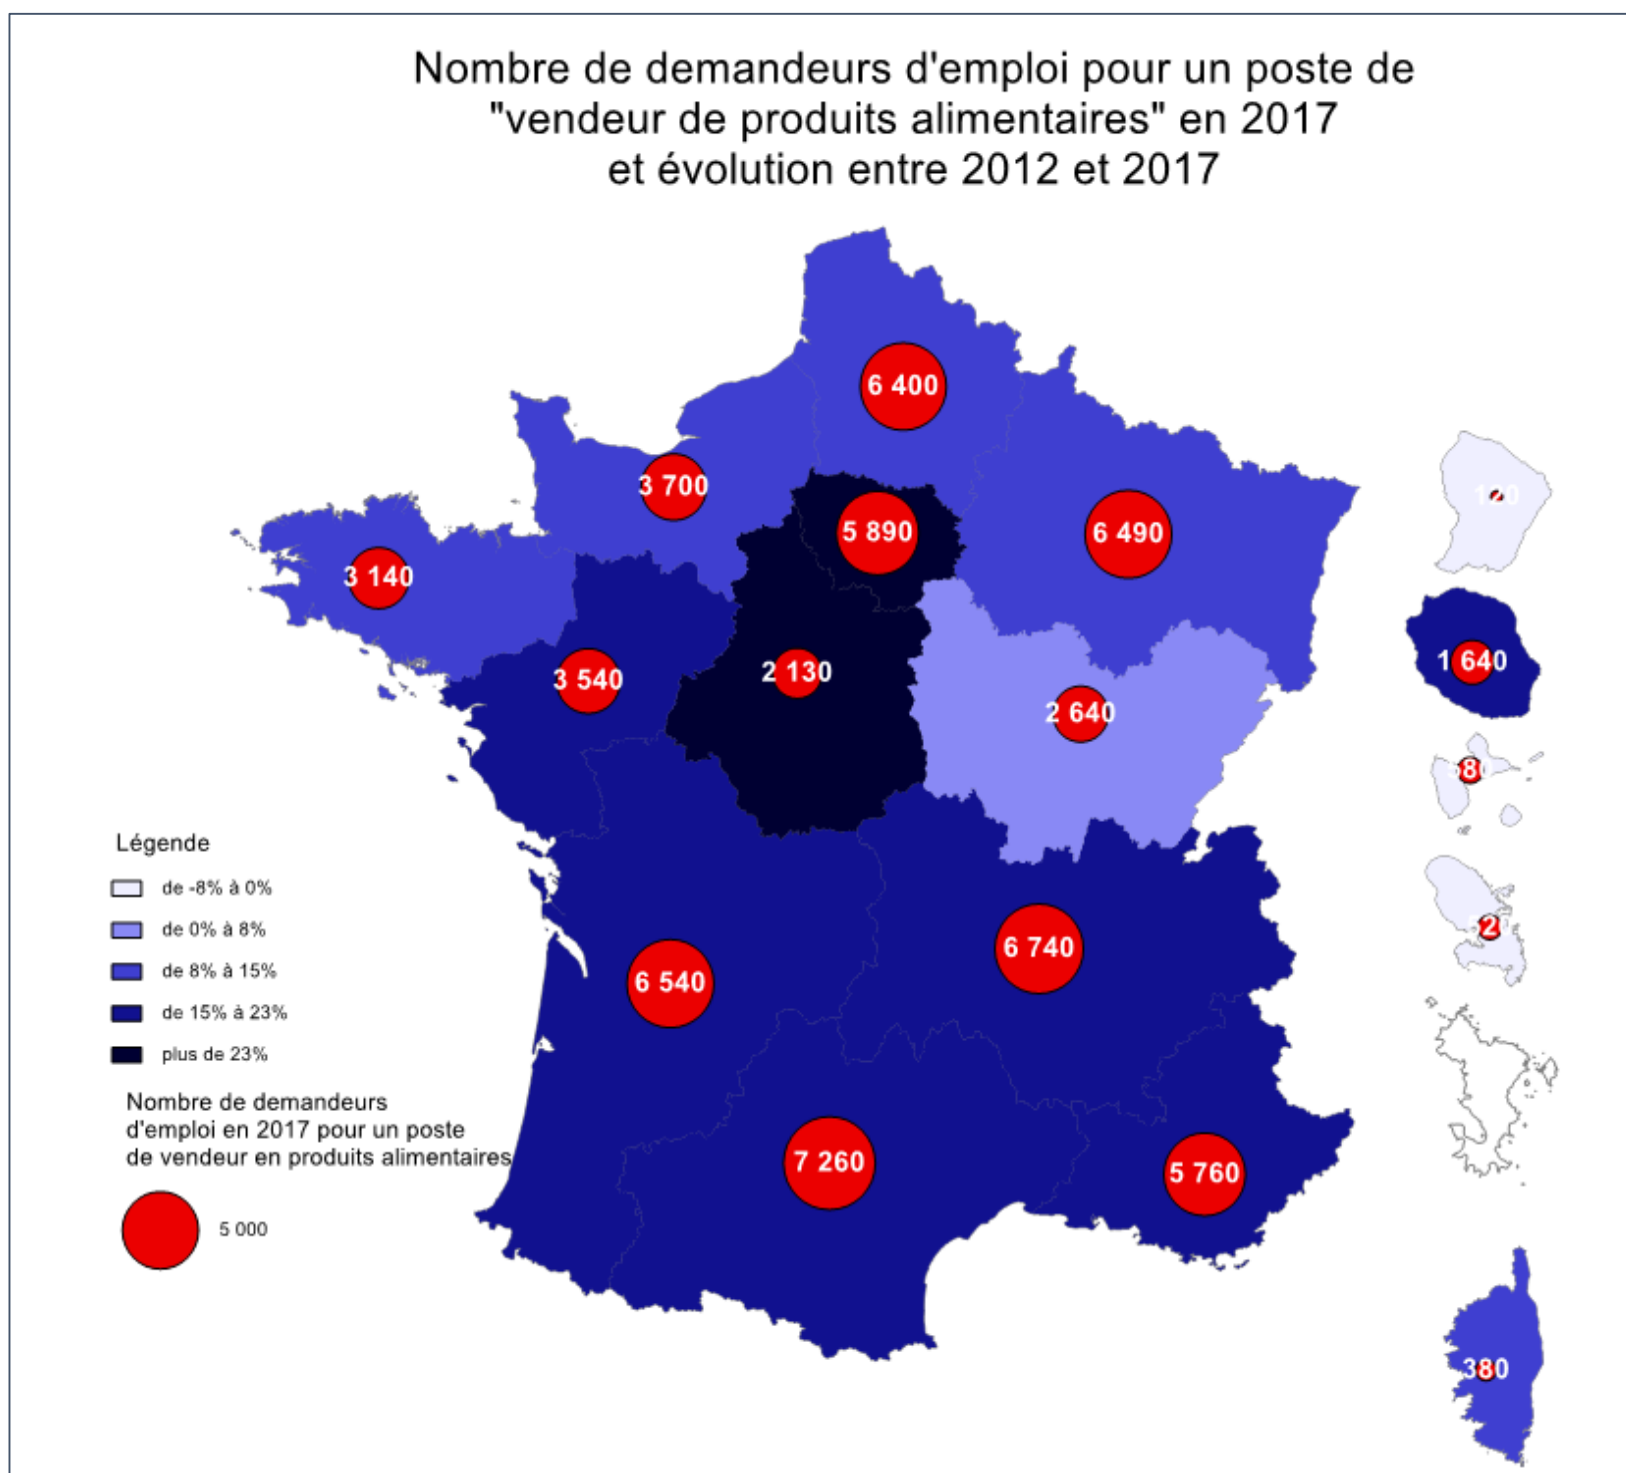 Nombre de demandeurs d'emploi pour un poste de
"vendeur de produits alimentaires" en 2017
et évolution entre 2012 et 2017
6 400
3 700
5 890
6 490
3 140
120
1 640
3 540
2 130
2 640
580
520
6 540
6 740
7 260
5 760
380
Légende
de -8% à 0%
de 0% à 8%
de 8% à 15%
de 15% à 23%
plus de 23%
Nombre de demandeurs
d'emploi en 2017 pour un poste
de vendeur en produits alimentaires
5 000